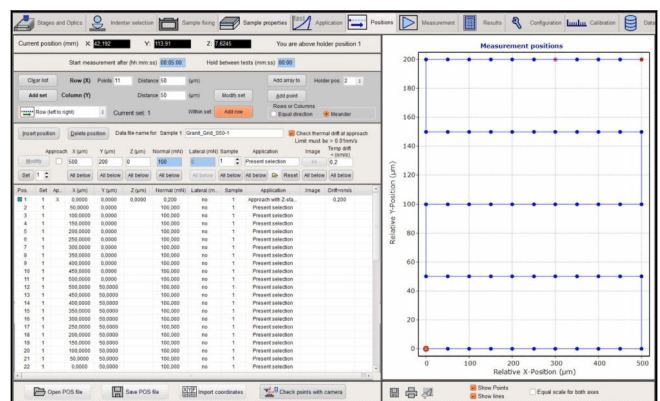 Stages and Optics Indenter selection Sample fixing Sample properties Fast Application Positions Measurement Results Configuration Calibration Data
Current position (mm) X: 42,192 Y: 113,91 Z: 7,6245 You are above holder position 1
Start measurement after (hh:mm:ss) 00:05:00 Hold between tests (mm:ss) 00:00
Clear list Row (X) Points 11 Distance 50 (µm) Add array to Holder pos. 2
Add set Column (Y) Distance 50 (µm) Modify set Add point
Rows or Columns
Row (left to right) Current set: 1 Within set Add row Equal direction Meander
Insert position Delete position Data file name for: Sample 1 Granit_Grid_050-1 Check thermal drift at approach
Limit must be > 0.01nm/s
Approach X (µm) Y (µm) Z (µm) Normal (mN) Lateral (mN) Sample Application Image Temp drift
< (nm/s)
Modify 500 200 0 100 1 Present selection 0,2
Set 1 All below All below All below All below All below All below All below Reset All below All below
Pos. Set Ap... X (µm) Y (µm) Z (µm) Normal (mN) Lateral (m... Sample Application Image Drift<nm/s
1 1 X 0,0000 0,0000 0,0000 0,200 no 1 Approach with Z-sta... 0,200
2 1 50,0000 0,0000 100,000 no 1 Present selection
3 1 100,0000 0,0000 100,000 no 1 Present selection
4 1 150,0000 0,0000 100,000 no 1 Present selection
5 1 200,0000 0,0000 100,000 no 1 Present selection
6 1 250,0000 0,0000 100,000 no 1 Present selection
7 1 300,0000 0,0000 100,000 no 1 Present selection
8 1 350,0000 0,0000 100,000 no 1 Present selection
9 1 400,0000 0,0000 100,000 no 1 Present selection
10 1 450,0000 0,0000 100,000 no 1 Present selection
11 1 500,0000 0,0000 100,000 no 1 Present selection
12 1 500,0000 50,0000 100,000 no 1 Present selection
13 1 450,0000 50,0000 100,000 no 1 Present selection
14 1 400,0000 50,0000 100,000 no 1 Present selection
15 1 350,0000 50,0000 100,000 no 1 Present selection
16 1 300,0000 50,0000 100,000 no 1 Present selection
17 1 250,0000 50,0000 100,000 no 1 Present selection
18 1 200,0000 50,0000 100,000 no 1 Present selection
19 1 150,0000 50,0000 100,000 no 1 Present selection
20 1 100,0000 50,0000 100,000 no 1 Present selection
21 1 50,0000 50,0000 100,000 no 1 Present selection
22 1 0,0000 50,0000 100,000 no 1 Present selection
Open POS file Save POS file Import coordinates Check points with camera
Measurement positions
200
180
160
140
120
100
80
60
40
20
0
Relative Y-Position (µm)
0 100 200 300 400 500
Relative X-Position (µm)
Show Points
Show lines
Equal scale for both axes